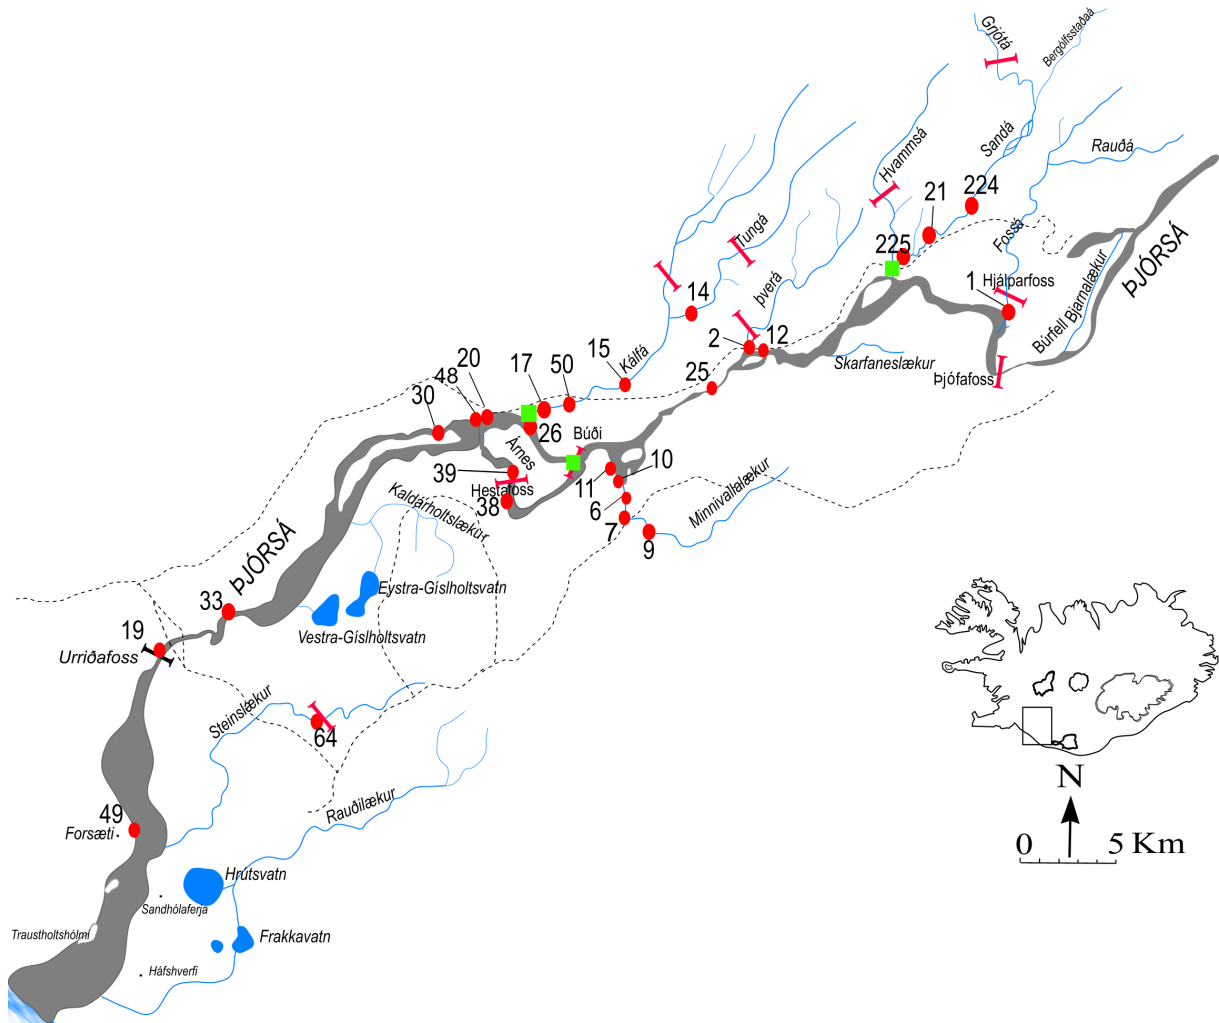 Grjótá
Bergólfsstaðaá
Sandá
Rauðá
Hvammsá
21
224
Fossá
Tungá
225
ÞJÓRSÁ
þverá
14
1
Hjálparfoss
Búrfell Bjarnalækur
2
12
Kálfá
15
50
17
20
48
25
Skarfaneslækur
Þjófafoss
30
26
Búði
Árnes
39
Hestafoss
38
11
10
6
7
9
Minnivallalækur
Kaldárholtslækur
ÞJÓRSÁ
Eystra-Gíslholtsvatn
33
Vestra-Gíslholtsvatn
19
Urriðafoss
Steinslækur
64
Rauðilækur
49
Forsæti
Hrútsvatn
Sandhólaferja
Traustholtshólmi
Frakkavatn
Háfshverfi
N
0 5 Km